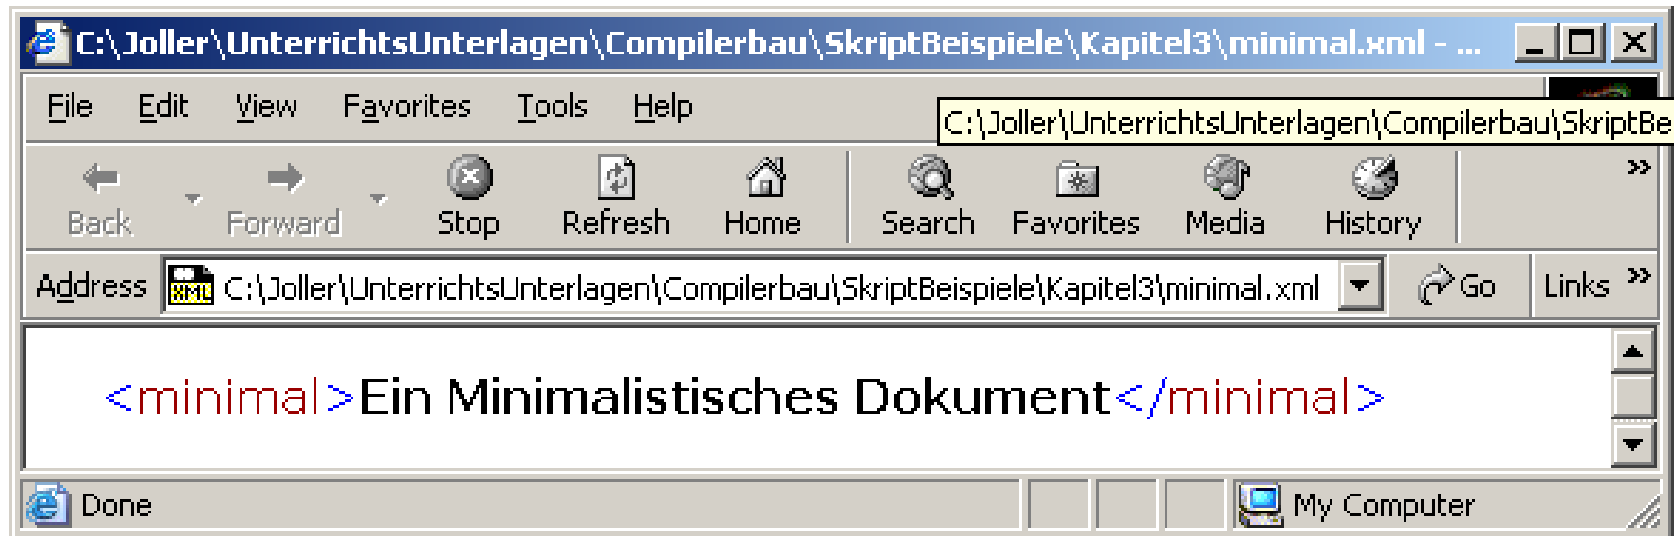 C:\Joller\UnterrichtsUnterlagen\Compilerbau\SkriptBeispiele\Kapitel3\minimal.xml - ...
File Edit View Favorites Tools Help
C:\Joller\UnterrichtsUnterlagen\Compilerbau\SkriptBe
Back Forward Stop Refresh Home Search Favorites Media History »
Address XML C:\Joller\UnterrichtsUnterlagen\Compilerbau\SkriptBeispiele\Kapitel3\minimal.xml Go Links »
<minimal>Ein Minimalistisches Dokument</minimal>
Done My Computer